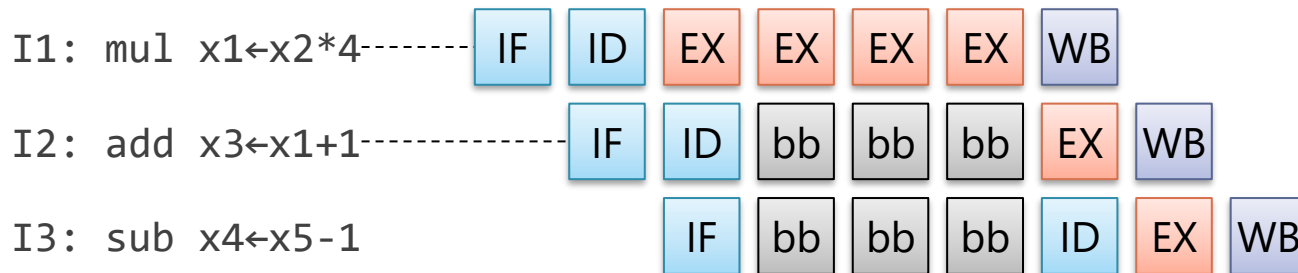 I1: mul x1←x2*4 IF ID EX EX EX EX WB
I2: add x3←x1+1 IF ID bb bb bb EX WB
I3: sub x4←x5-1 IF bb bb bb ID EX WB